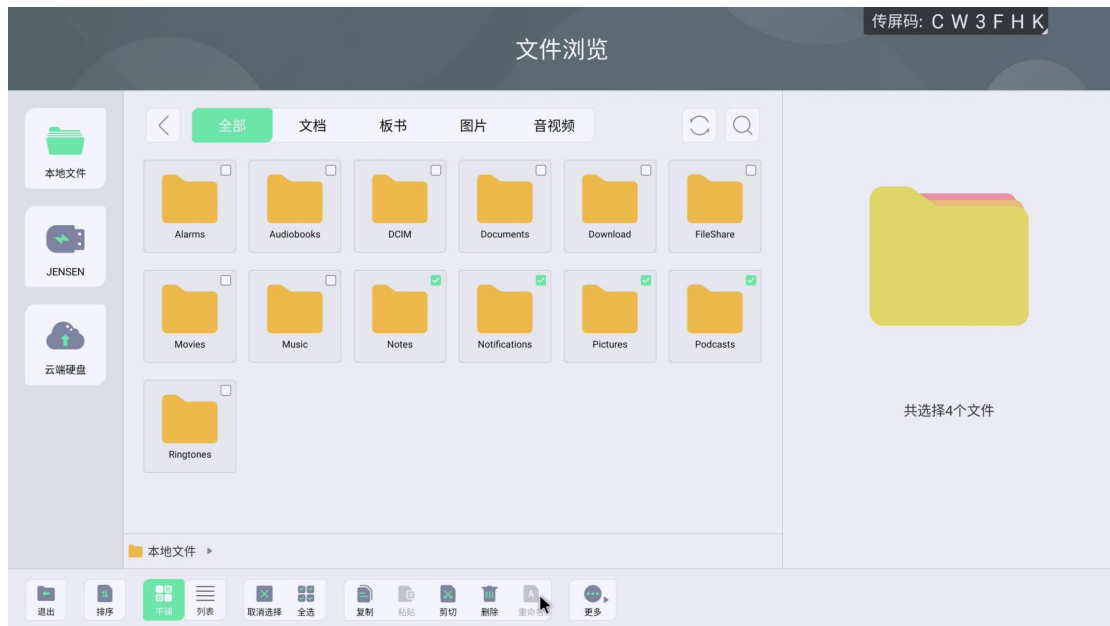 传屏码: C W 3 F H K
文件浏览
全部 文档 板书 图片 音视频
本地文件
JENSEN
云端硬盘
Alarms Audiobooks DCIM Documents Download FileShare
Movies Music Notes Notifications Pictures Podcasts
Ringtones
共选择4个文件
本地文件
退出 排序 平铺 列表 取消选择 全选 复制 粘贴 剪切 删除 重命名 更多